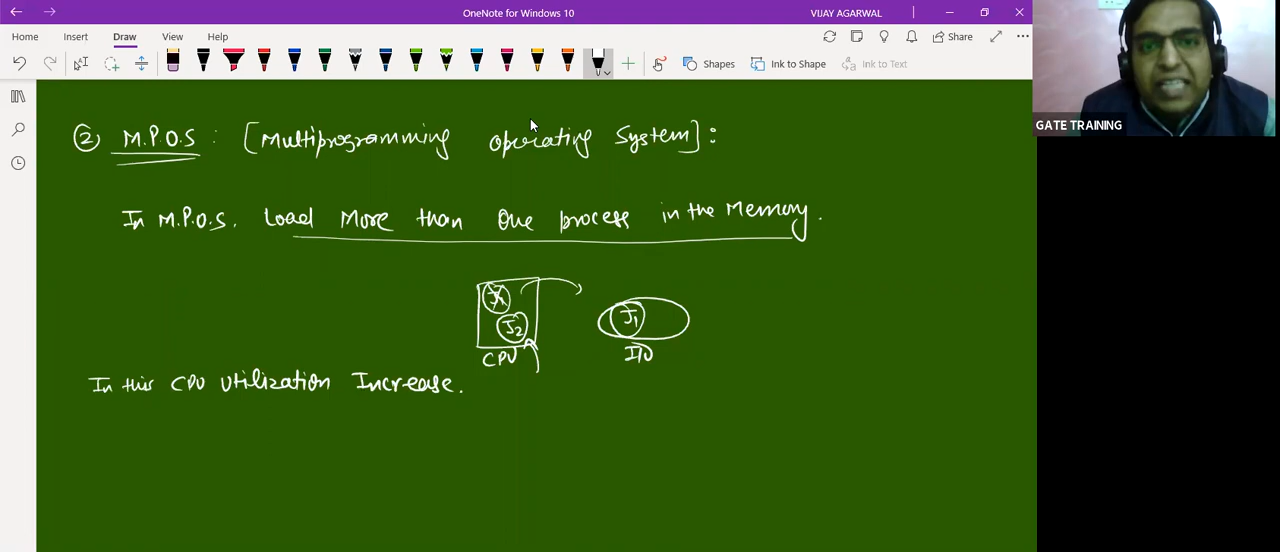 OneNote for Windows 10
VIJAY AGARWAL
Home Insert Draw View Help
Share
Shapes Ink to Shape Ink to Text
GATE TRAINING
② M.P.O.S : [Multiprogramming Operating System] :
In M.P.O.S. Load More than One process in the Memory.
J1
J2
J1
CPU
I/O
In this CPU Utilization Increase.